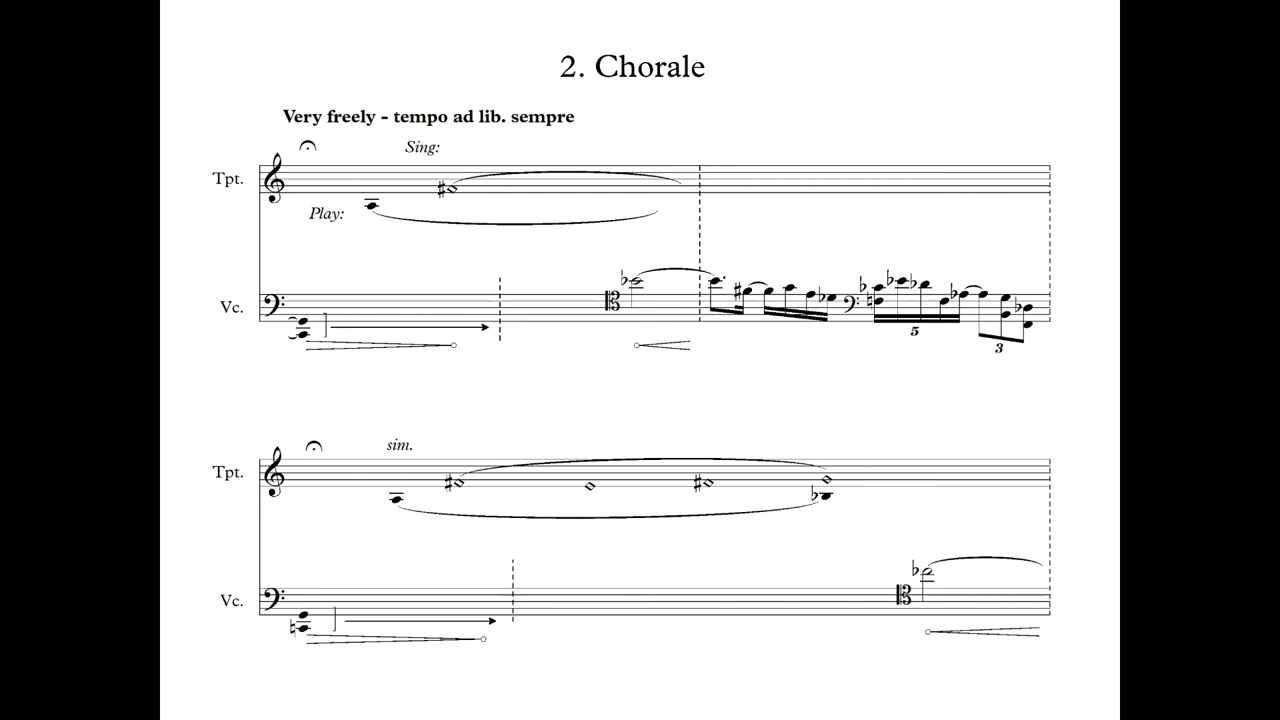 2. Chorale
Very freely - tempo ad lib. sempre
Sing:
Tpt.
Play:
Vc.
5
3
sim.
Tpt.
Vc.